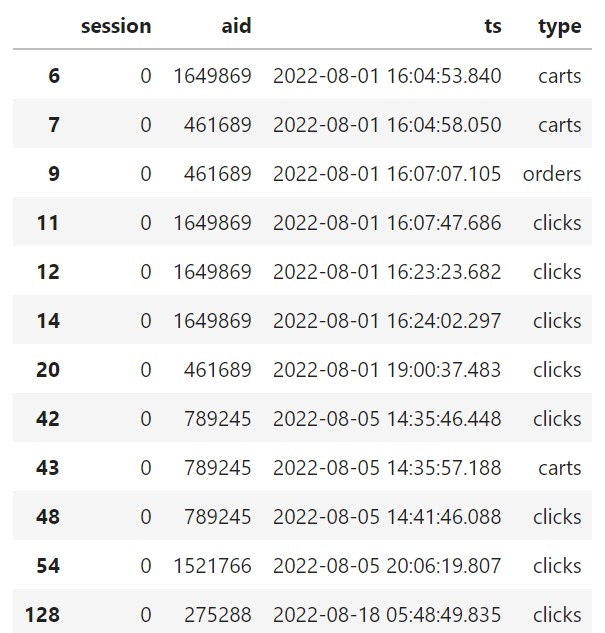 session aid ts type
6 0 1649869 2022-08-01 16:04:53.840 carts
7 0 461689 2022-08-01 16:04:58.050 carts
9 0 461689 2022-08-01 16:07:07.105 orders
11 0 1649869 2022-08-01 16:07:47.686 clicks
12 0 1649869 2022-08-01 16:23:23.682 clicks
14 0 1649869 2022-08-01 16:24:02.297 clicks
20 0 461689 2022-08-01 19:00:37.483 clicks
42 0 789245 2022-08-05 14:35:46.448 clicks
43 0 789245 2022-08-05 14:35:57.188 carts
48 0 789245 2022-08-05 14:41:46.088 clicks
54 0 1521766 2022-08-05 20:06:19.807 clicks
128 0 275288 2022-08-18 05:48:49.835 clicks